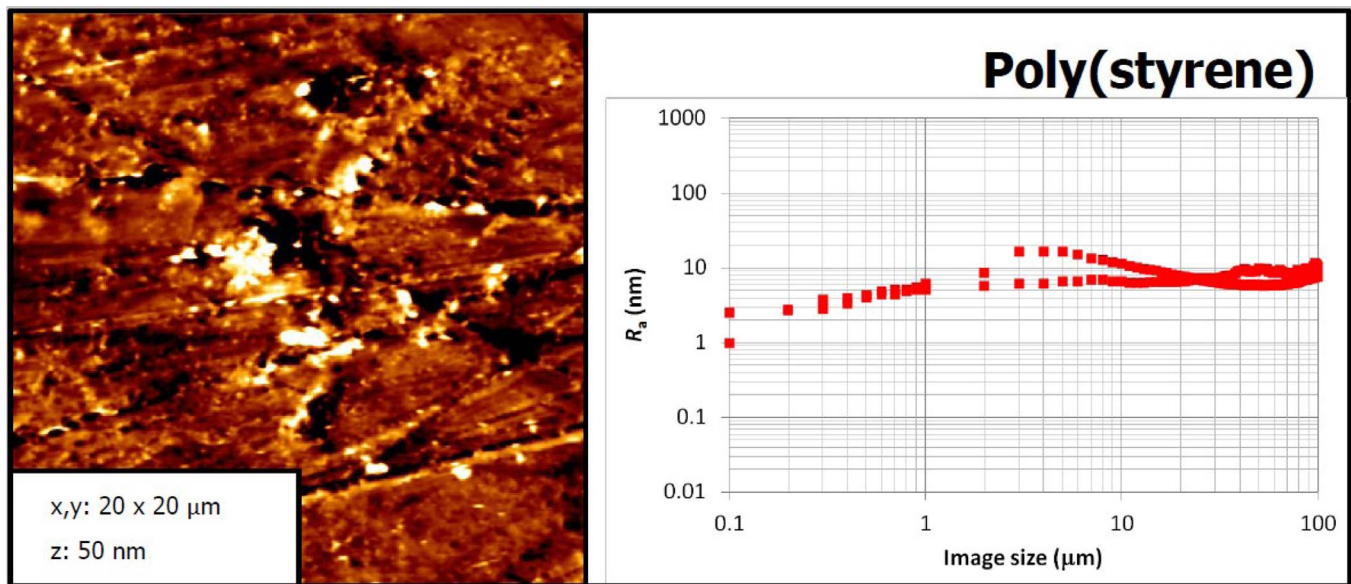 x,y: 20 x 20 μm
z: 50 nm
Poly(styrene)
1000
100
10
1
0.1
0.01
Ra (nm)
0.1 1 10 100
Image size (μm)